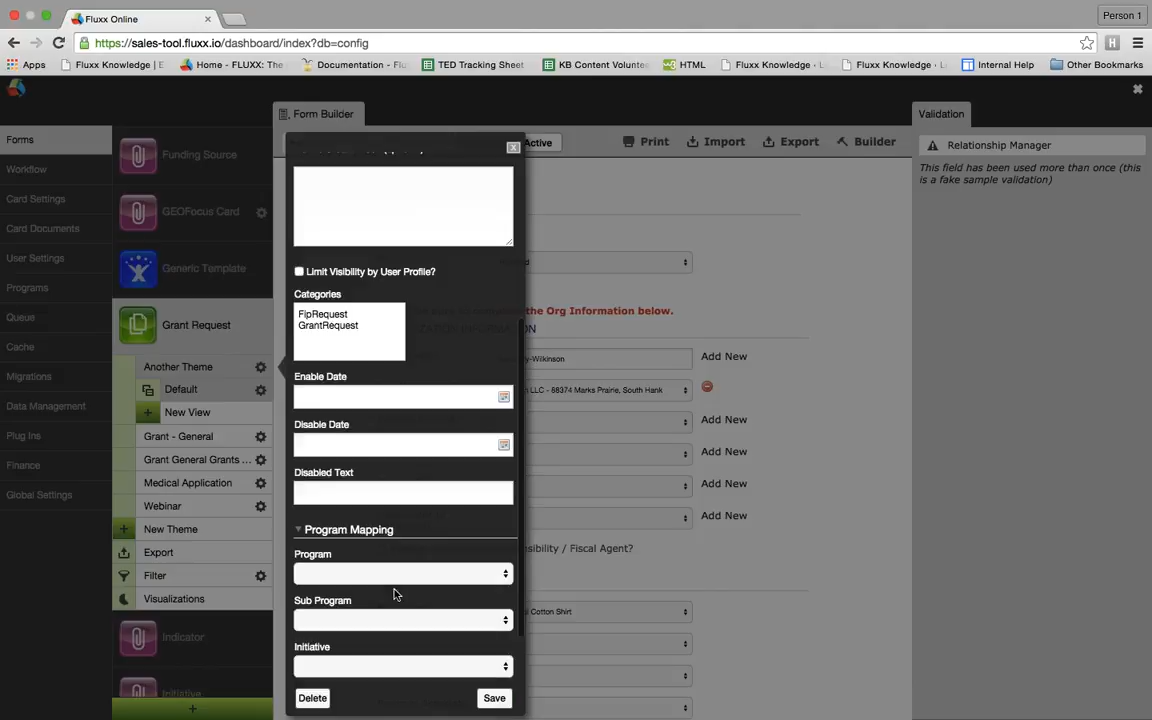 Fluxx Online
Person 1
https://sales-tool.fluxx.io/dashboard/index?db=config
Apps
Fluxx Knowledge | E
Home - FLUXX: The
Documentation - Flu
TED Tracking Sheet
KB Content Volunte
HTML
Fluxx Knowledge - L
Fluxx Knowledge - L
Internal Help
Other Bookmarks
Forms
Workflow
Card Settings
Card Documents
User Settings
Programs
Queue
Cache
Migrations
Data Management
Plug Ins
Finance
Global Settings
Funding Source
GEOFocus Card
Generic Template
Grant Request
Another Theme
Default
New View
Grant - General
Grant General Grants ...
Medical Application
Webinar
New Theme
Export
Filter
Visualizations
Indicator
Initiative
+
Form Builder
Active
Print
Import
Export
Builder
Limit Visibility by User Profile?
Categories
FipRequest
GrantRequest
Enable Date
Disable Date
Disabled Text
Program Mapping
Program
Sub Program
Initiative
Delete
Save
the Org Information below.
y-Wilkinson
Add New
LLC - 68374 Marks Prairie, South Hank
Add New
Add New
Add New
Add New
sibility / Fiscal Agent?
Cotton Shirt
Validation
Relationship Manager
This field has been used more than once (this
is a fake sample validation)